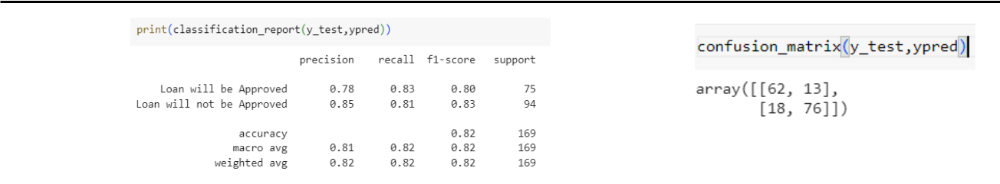 print(classification_report(y_test,ypred))
precision recall f1-score support
Loan will be Approved 0.78 0.83 0.80 75
Loan will not be Approved 0.85 0.81 0.83 94
accuracy 0.82 169
macro avg 0.81 0.82 0.82 169
weighted avg 0.82 0.82 0.82 169
confusion_matrix(y_test,ypred)
array([[62, 13],
[18, 76]])